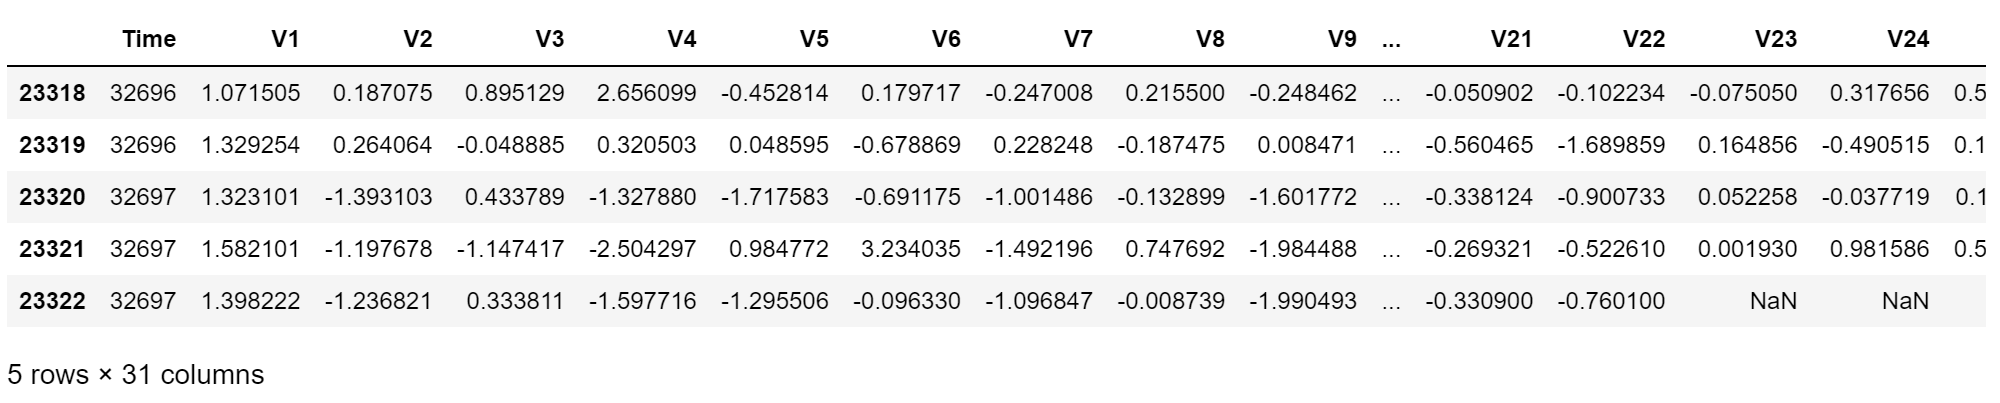 Time V1 V2 V3 V4 V5 V6 V7 V8 V9 ... V21 V22 V23 V24
23318 32696 1.071505 0.187075 0.895129 2.656099 -0.452814 0.179717 -0.247008 0.215500 -0.248462 ... -0.050902 -0.102234 -0.075050 0.317656 0.5
23319 32696 1.329254 0.264064 -0.048885 0.320503 0.048595 -0.678869 0.228248 -0.187475 0.008471 ... -0.560465 -1.689859 0.164856 -0.490515 0.1
23320 32697 1.323101 -1.393103 0.433789 -1.327880 -1.717583 -0.691175 -1.001486 -0.132899 -1.601772 ... -0.338124 -0.900733 0.052258 -0.037719 0.1
23321 32697 1.582101 -1.197678 -1.147417 -2.504297 0.984772 3.234035 -1.492196 0.747692 -1.984488 ... -0.269321 -0.522610 0.001930 0.981586 0.5
23322 32697 1.398222 -1.236821 0.333811 -1.597716 -1.295506 -0.096330 -1.096847 -0.008739 -1.990493 ... -0.330900 -0.760100 NaN NaN
5 rows × 31 columns